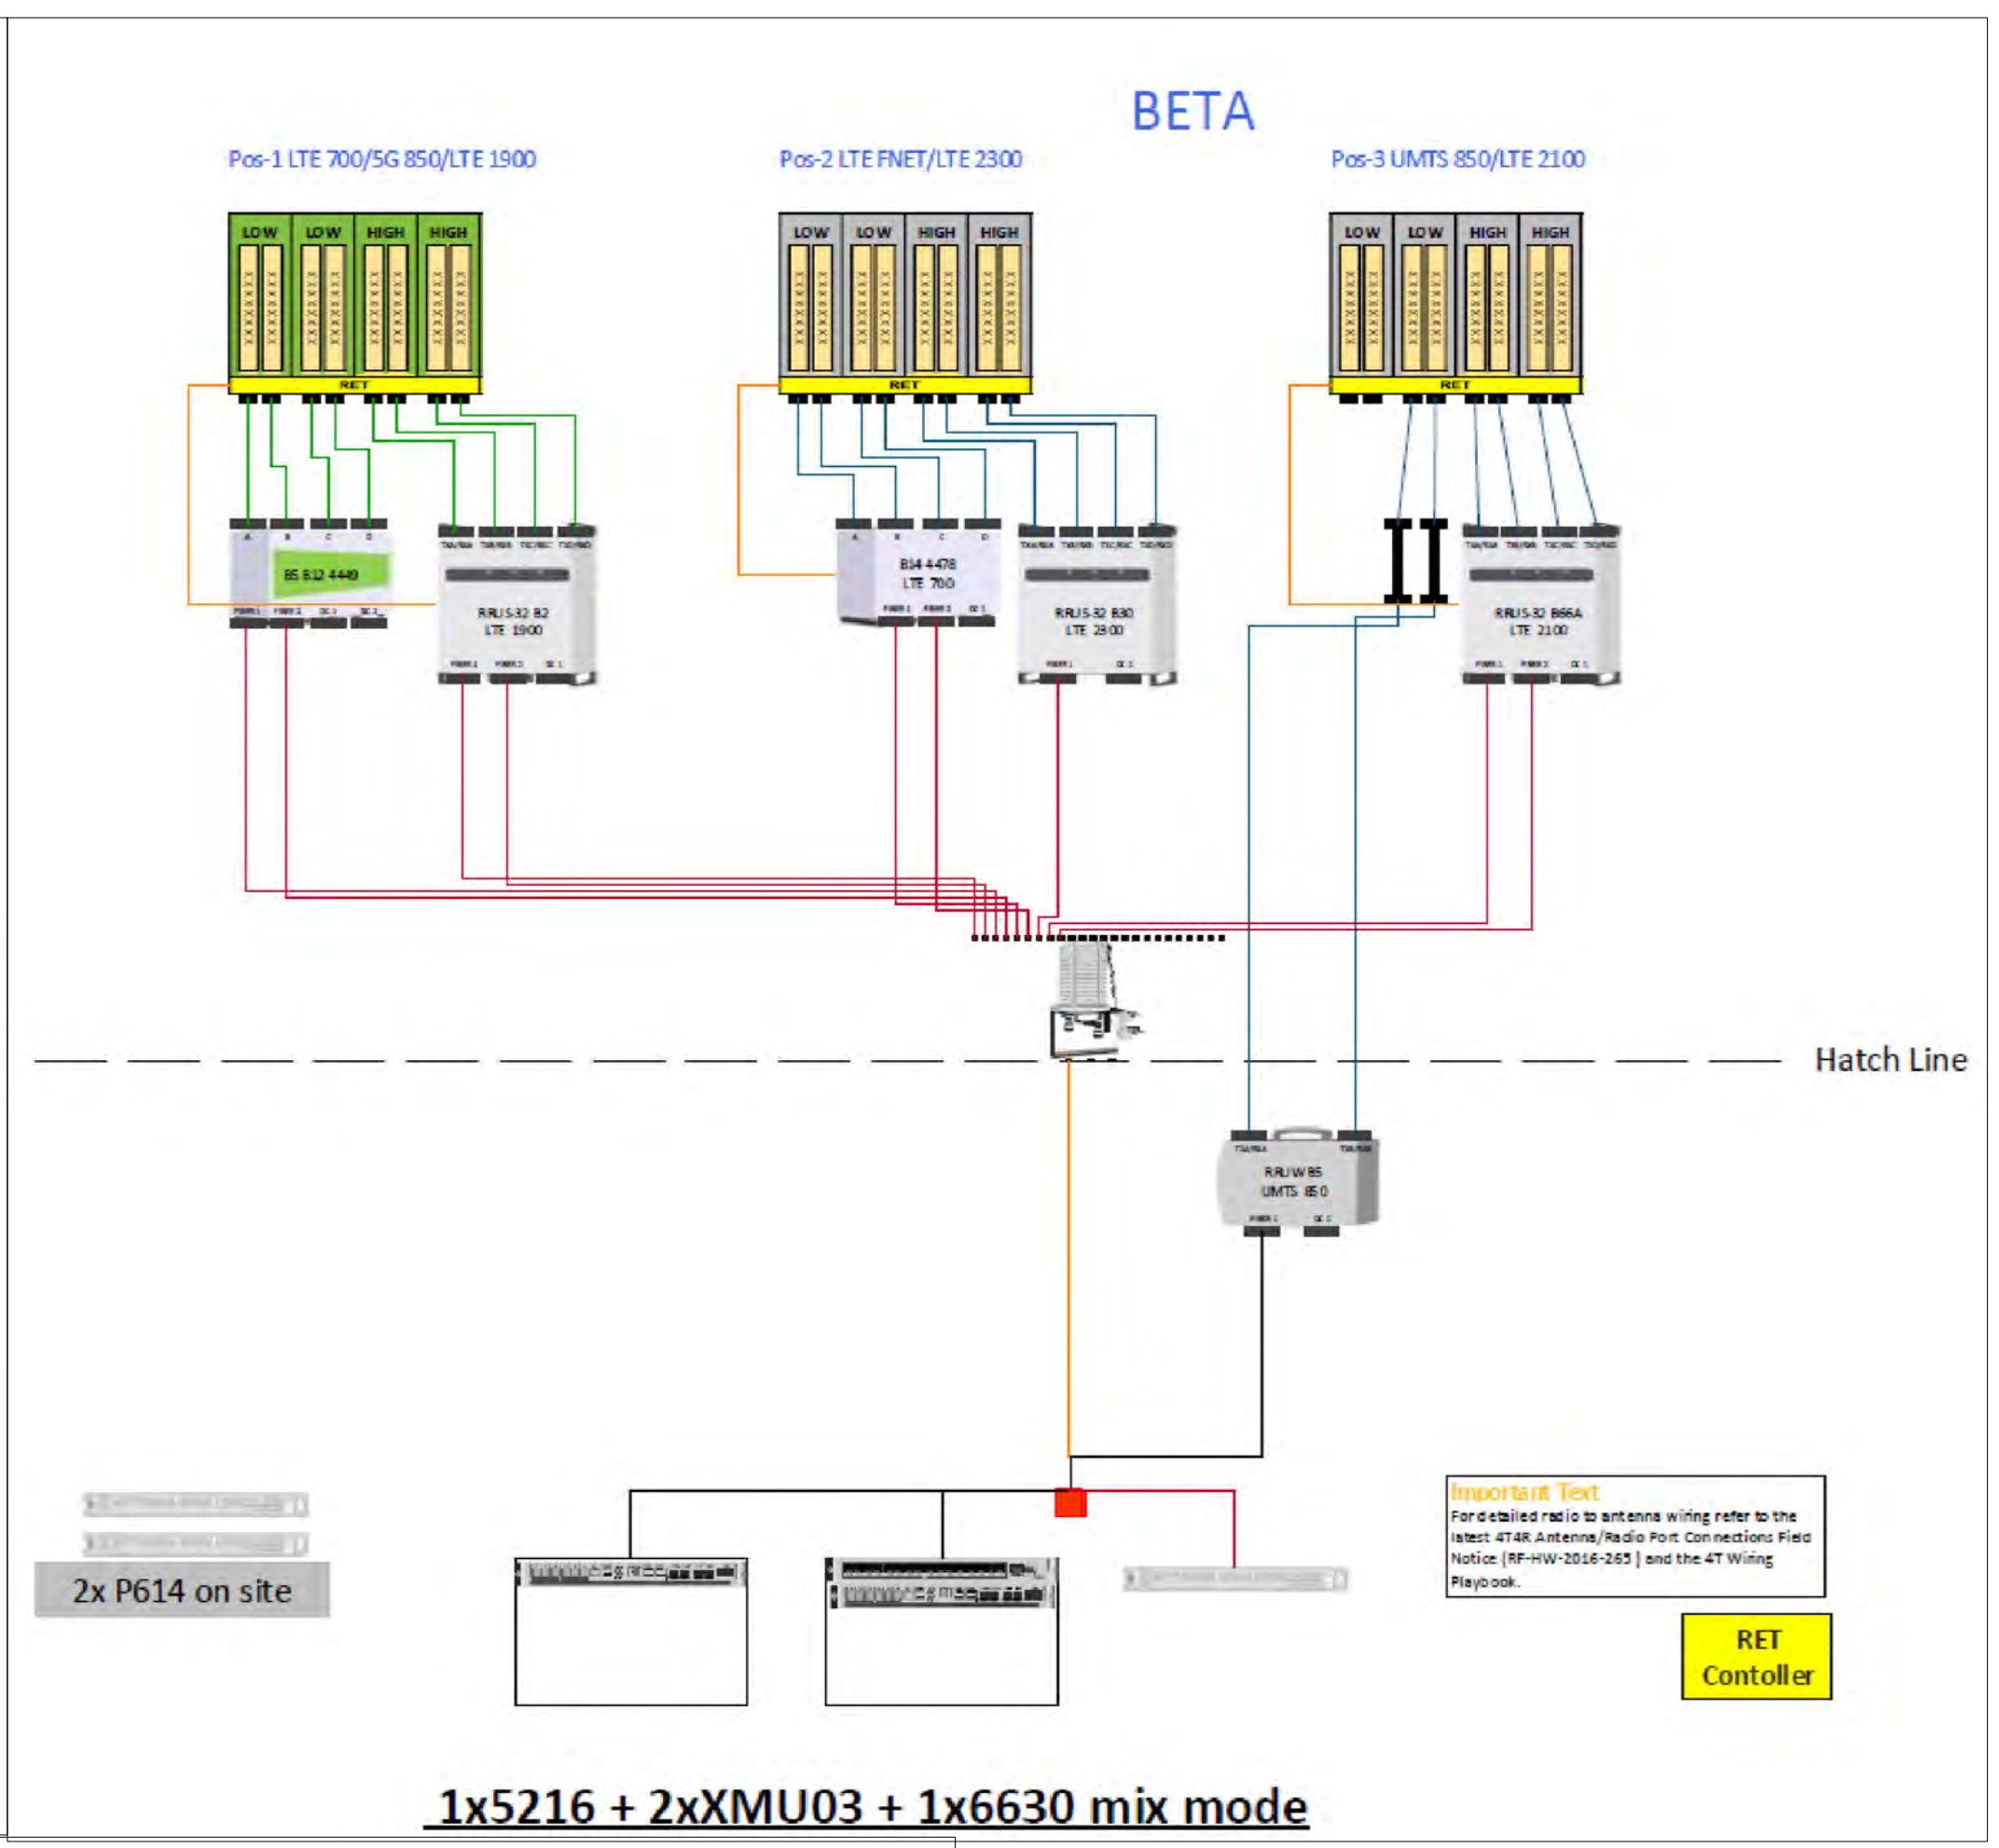 BETA
Pos-1 LTE 700/5G 850/LTE 1900
Pos-2 LTE FNET/LTE 2300
Pos-3 UMTS 850/LTE 2100
LOW LOW HIGH HIGH
LOW LOW HIGH HIGH
LOW LOW HIGH HIGH
RET
RET
RET
A B C D
B5 B12 4449
RRUS-32 B2
LTE 1900
A B C D
B14 4478
LTE 700
RRUS-32 B30
LTE 2300
RRUS-32 B66A
LTE 2100
Hatch Line
RRUW B5
UMTS 850
2x P614 on site
Important Text
For detailed radio to antenna wiring refer to the
latest 4T4R Antenna/Radio Port Connections Field
Notice (RF-HW-2016-265 ) and the 4T Wiring
Playbook.
RET
Contoller
1x5216 + 2xXMU03 + 1x6630 mix mode